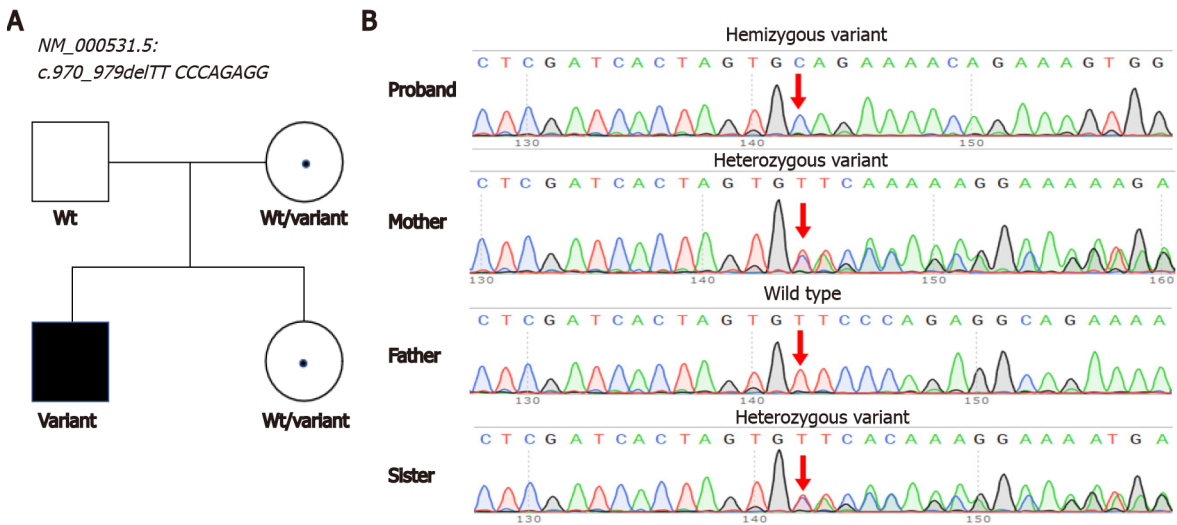 A
NM_000531.5:
c.970_979delTT CCCAGAGG
Wt
Wt/variant
Variant
Wt/variant
B
Hemizygous variant
C T C G A T C A C T A G T G C A G A A A A C A G A A A G T G G
Proband
130 140 150
Heterozygous variant
C T C G A T C A C T A G T G T T C A A A A A G G A A A A A G A
Mother
130 140 150 160
Wild type
C T C G A T C A C T A G T G T T C C C A G A G G C A G A A A A
Father
130 140 150
Heterozygous variant
C T C G A T C A C T A G T G T T C A C A A A G G A A A A T G A
Sister
130 140 150